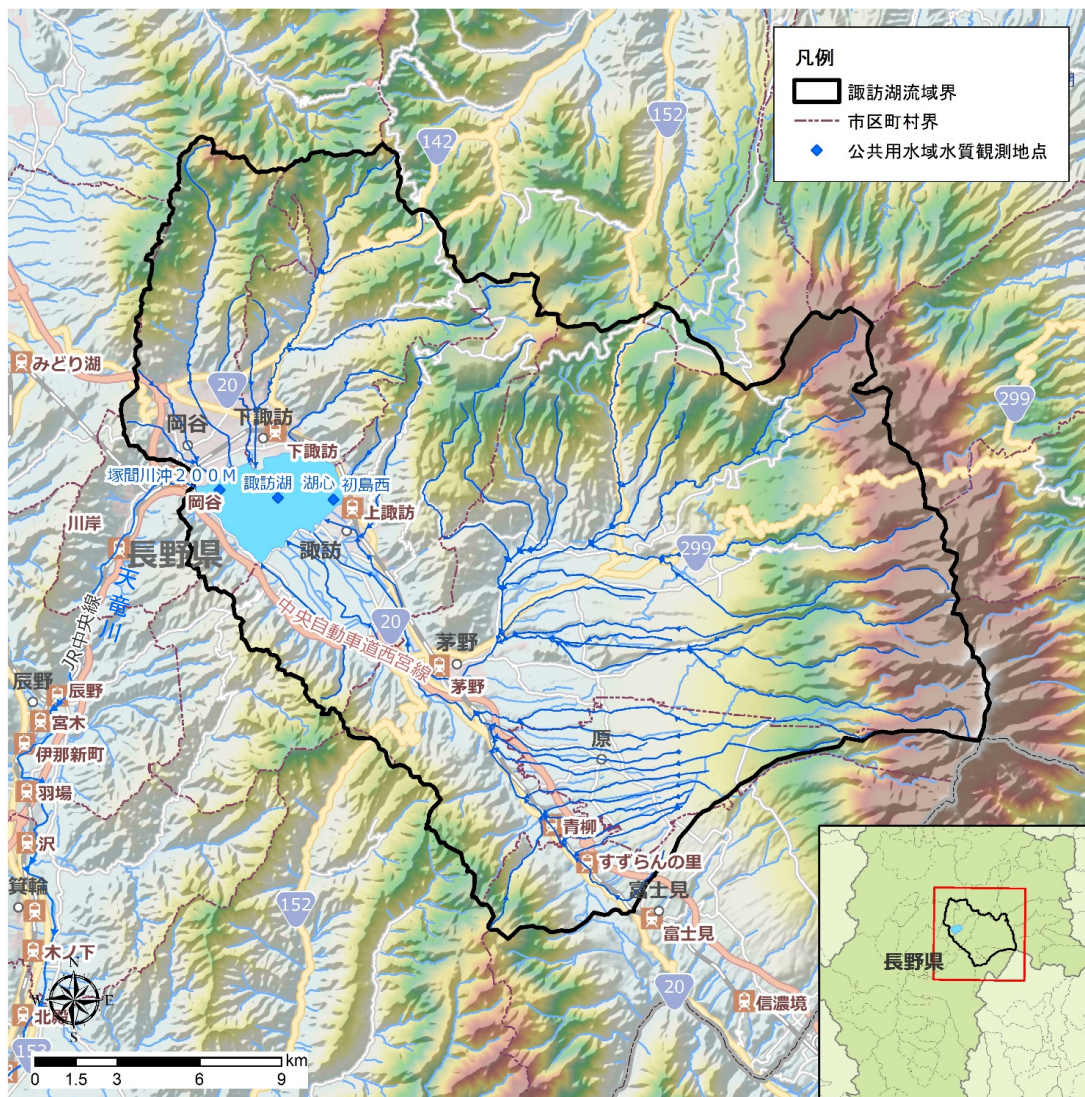 凡例
諏訪湖流域界
市区町村界
公共用水域水質観測地点
142
152
299
みどり湖
20
岡谷
下諏訪
下諏訪
塚間川沖200M
諏訪湖 湖心
初島西
岡谷
上諏訪
川岸
長野県
諏訪
299
天竜川
JR中央線
20
中央自動車道西宮線
茅野
茅野
辰野
辰野
宮木
伊那新町
原
羽場
沢
青柳
すずらんの里
箕輪
152
富士見
富士見
木ノ下
長野県
20
信濃境
N
W
E
S
北殿
153
km
0
1.5
3
6
9